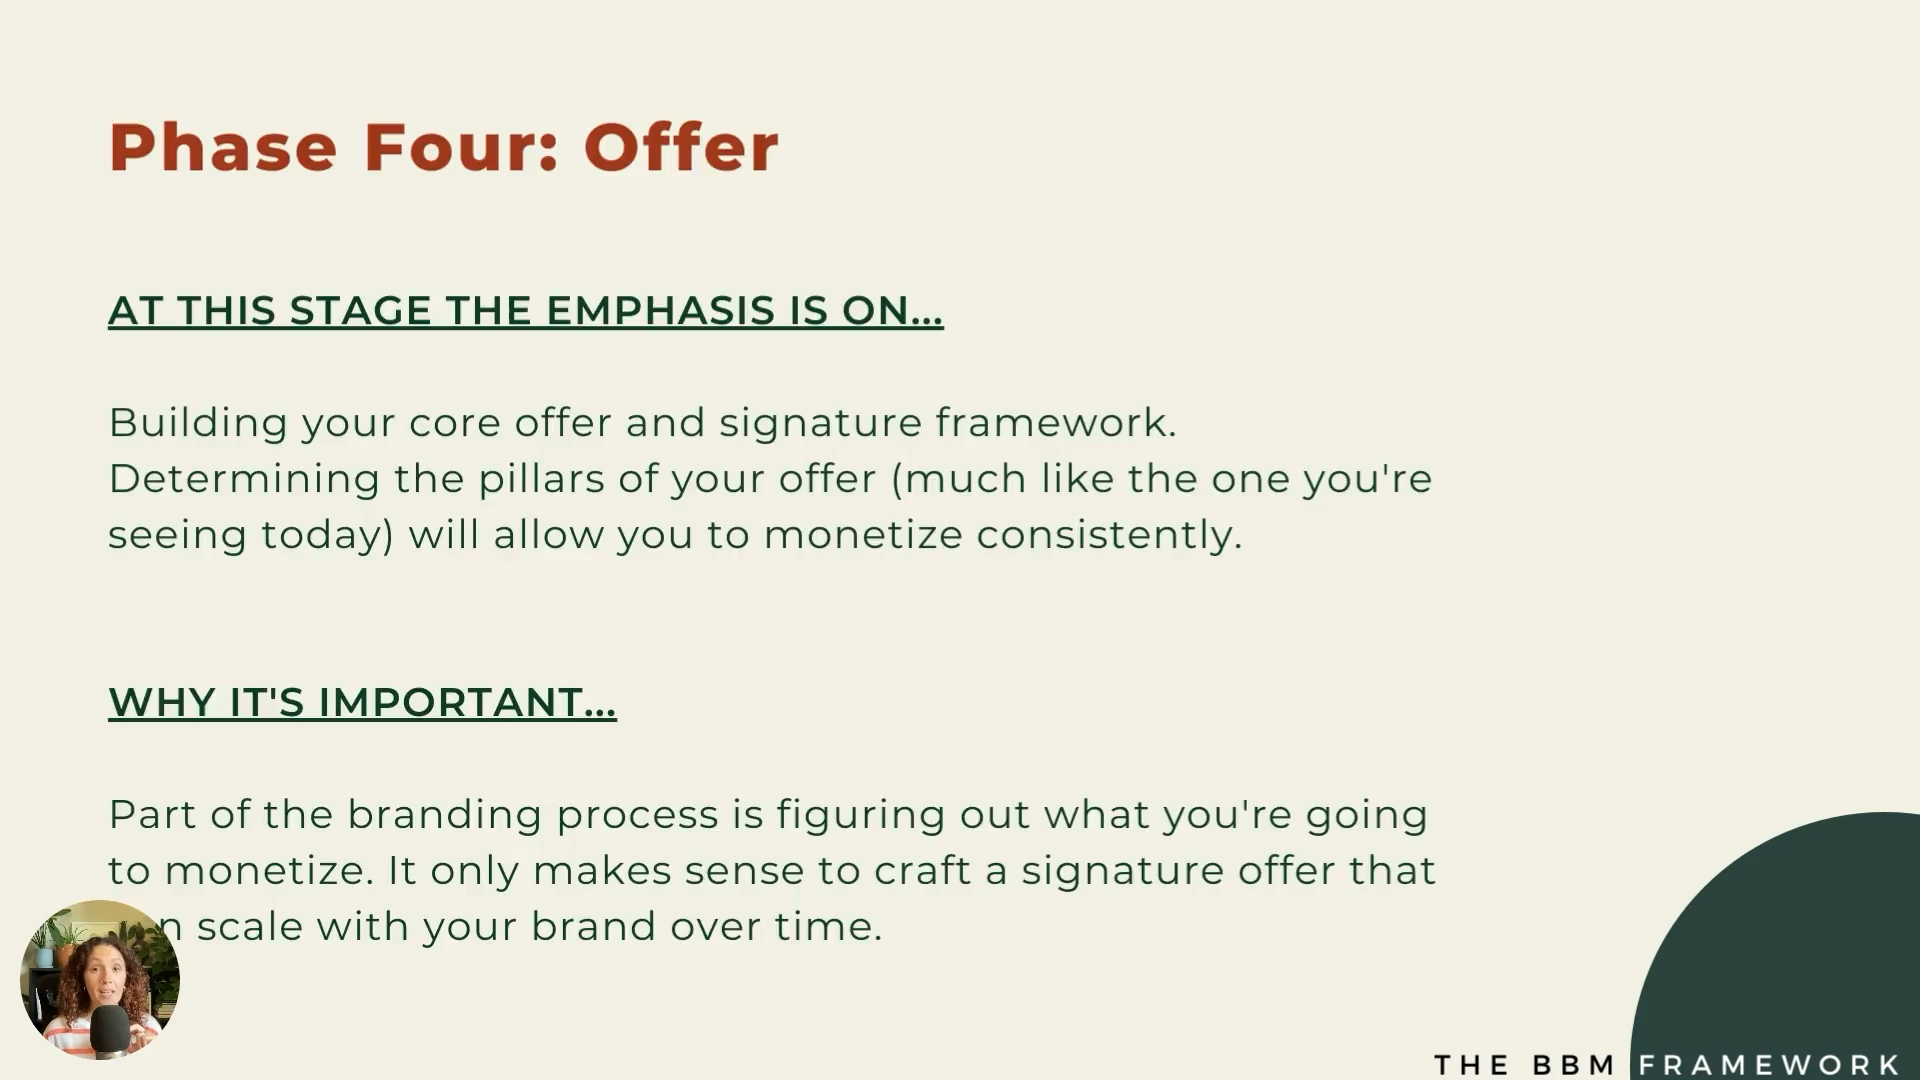 Phase Four: Offer
AT THIS STAGE THE EMPHASIS IS ON...
Building your core offer and signature framework.
Determining the pillars of your offer (much like the one you're
seeing today) will allow you to monetize consistently.
WHY IT'S IMPORTANT...
Part of the branding process is figuring out what you're going
to monetize. It only makes sense to craft a signature offer that
scale with your brand over time.
THE BBM FRAMEWORK